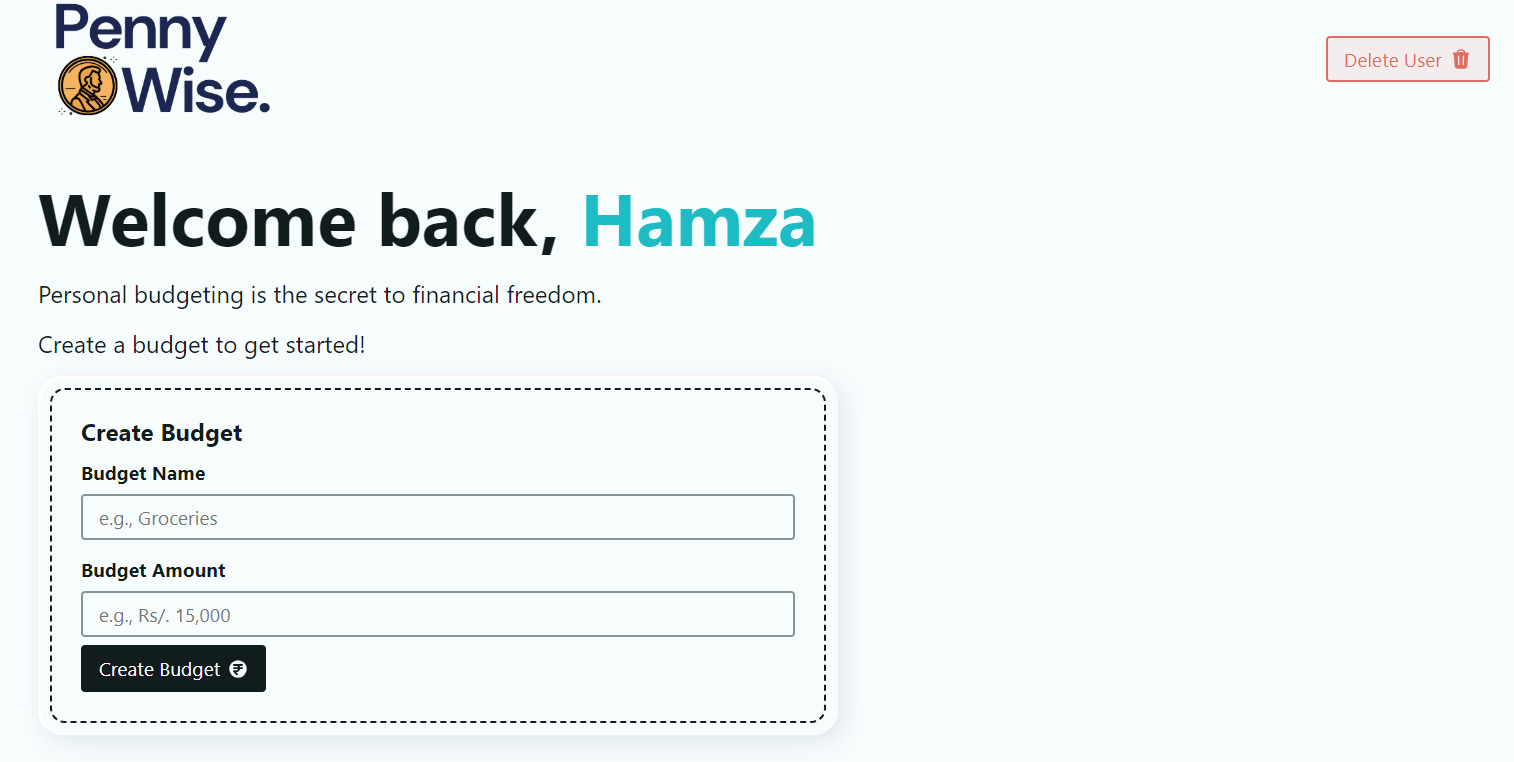 Penny
Wise.
Delete User
Welcome back, Hamza
Personal budgeting is the secret to financial freedom.
Create a budget to get started!
Create Budget
Budget Name
e.g., Groceries
Budget Amount
e.g., Rs/. 15,000
Create Budget